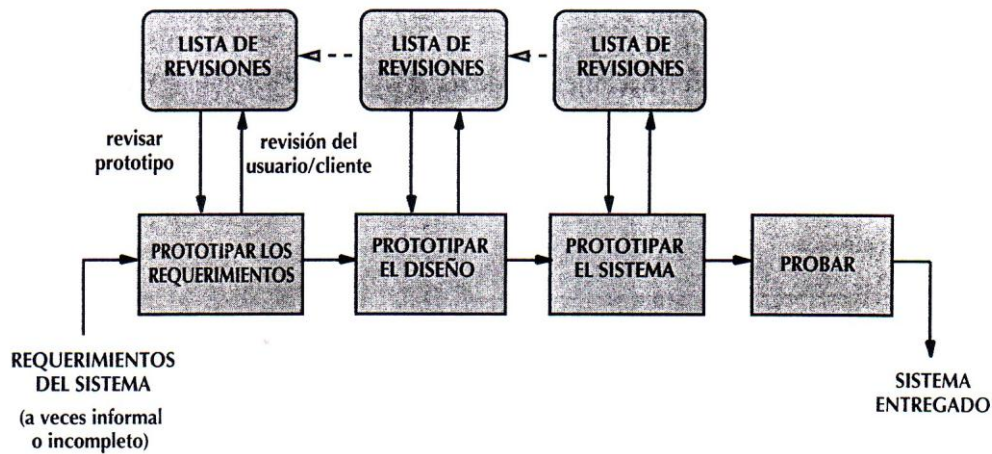 LISTA DE
REVISIONES
LISTA DE
REVISIONES
LISTA DE
REVISIONES
revisar
prototipo
revisión del
usuario/cliente
PROTOTIPAR LOS
REQUERIMIENTOS
PROTOTIPAR
EL DISEÑO
PROTOTIPAR
EL SISTEMA
PROBAR
REQUERIMIENTOS
DEL SISTEMA
(a veces informal
o incompleto)
SISTEMA
ENTREGADO